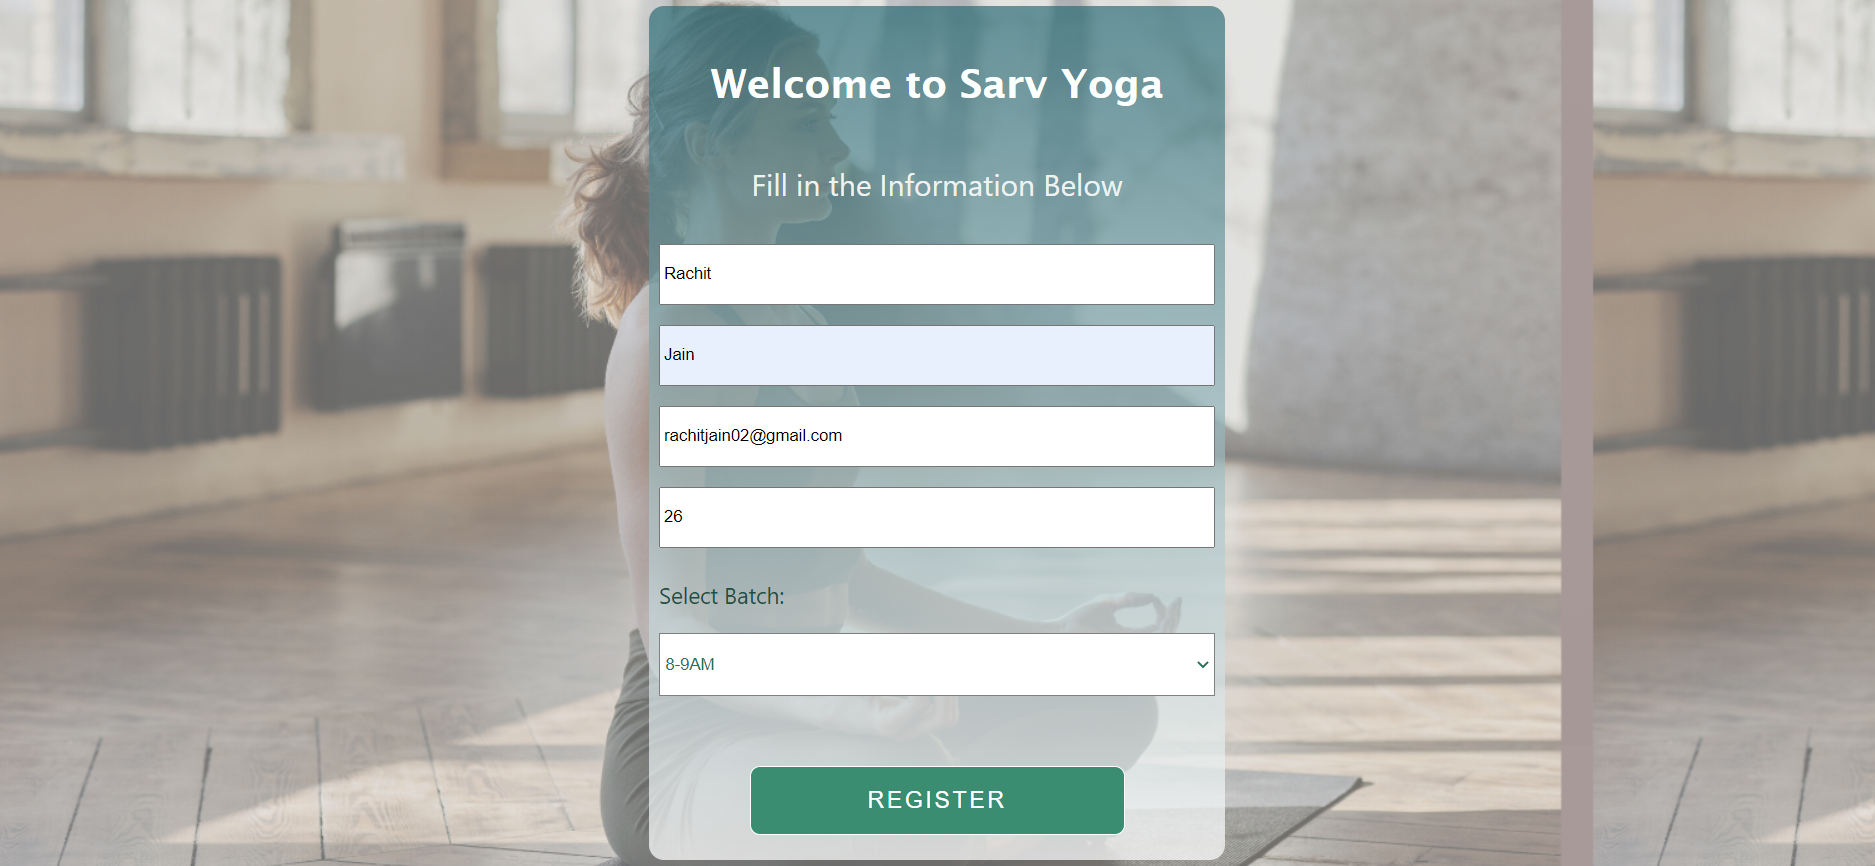 Welcome to Sarv Yoga
Fill in the Information Below
Rachit
Jain
rachitjain02@gmail.com
26
Select Batch:
8-9AM
REGISTER